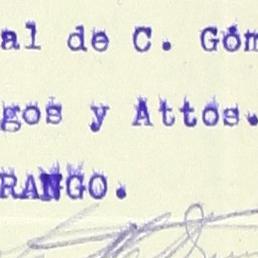 al de C. Góm
gos y Attos.
RANGO.